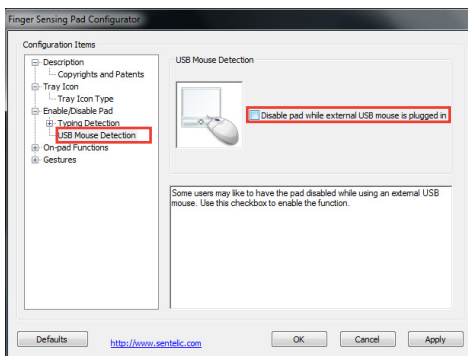 Finger Sensing Pad Configurator
Configuration Items
Description
Copyrights and Patents
Tray Icon
Tray Icon Type
Enable/Disable Pad
Typing Detection
USB Mouse Detection
On-pad Functions
Gestures
USB Mouse Detection
Disable pad while external USB mouse is plugged in
Some users may like to have the pad disabled while using an external USB
mouse. Use this checkbox to enable the function.
Defaults
http://www.sentelic.com
OK
Cancel
Apply